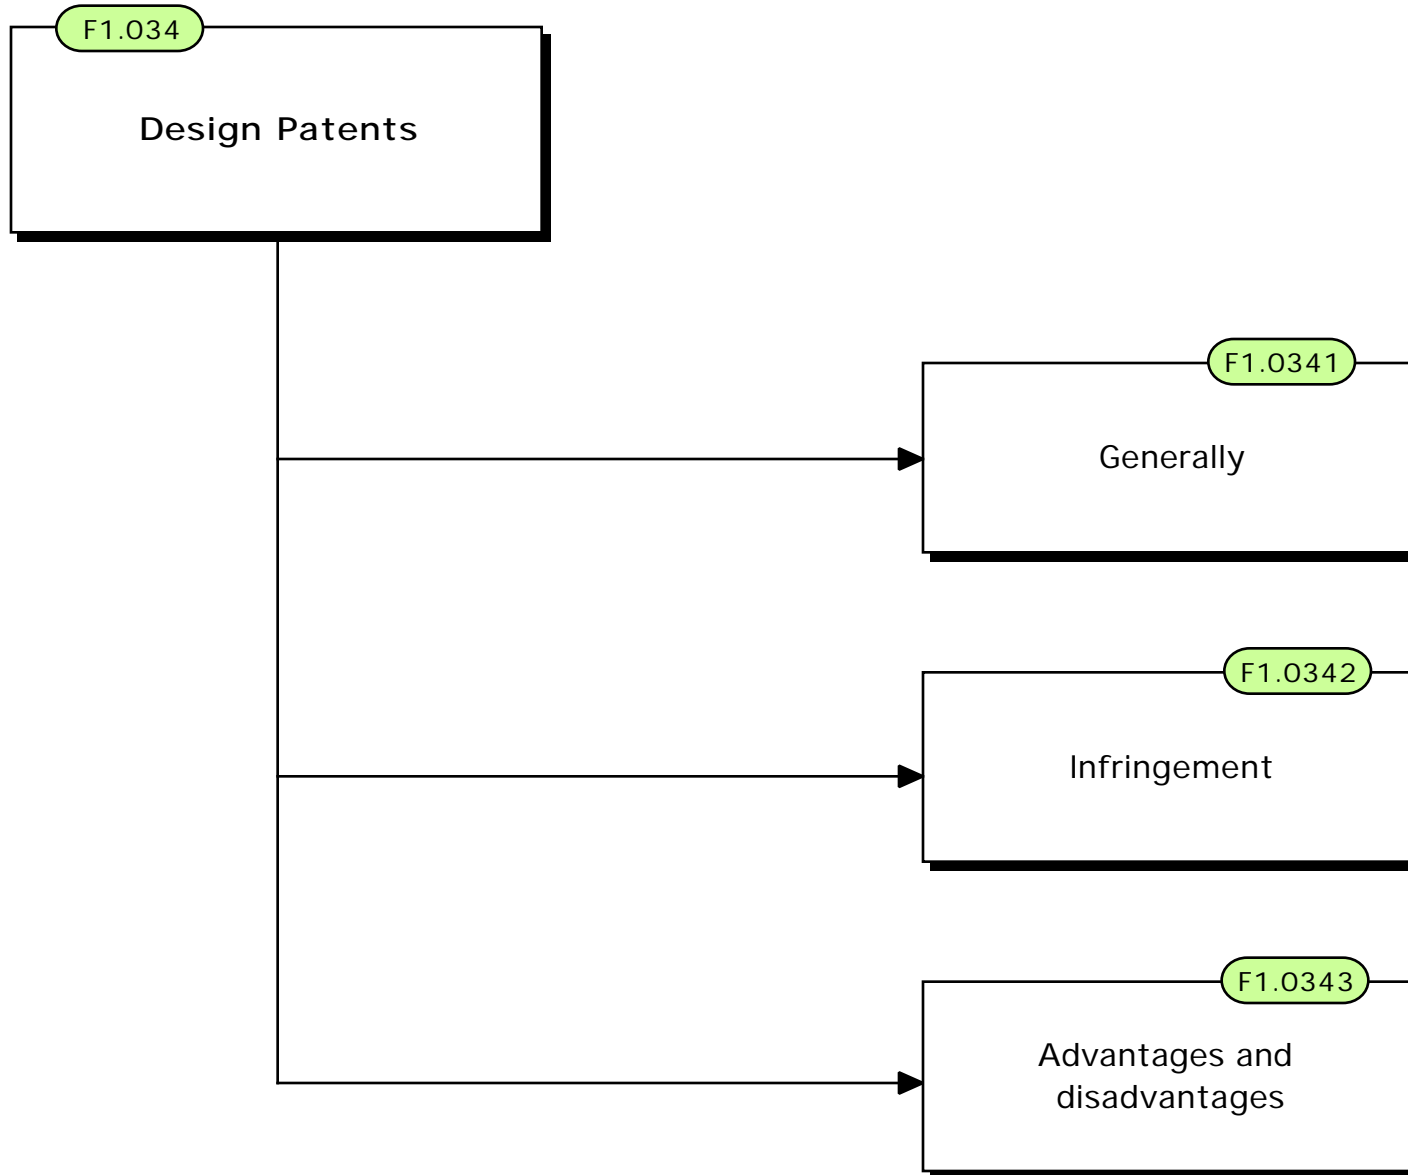 F1.034
Design Patents
F1.0341
Generally
F1.0342
Infringement
F1.0343
Advantages and
disadvantages